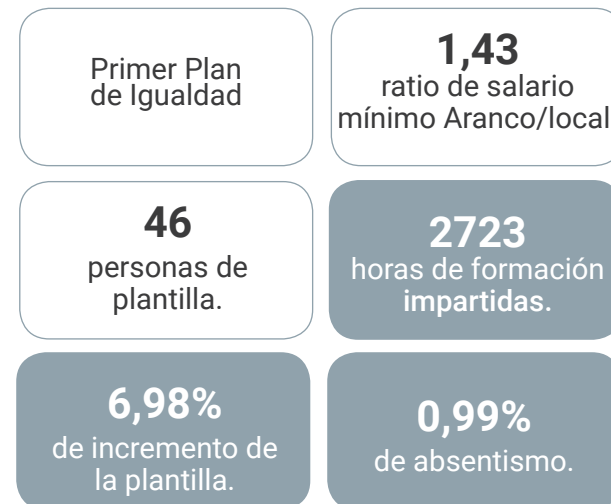 Primer Plan
de Igualdad
1,43
ratio de salario
mínimo Aranco/local
46
personas de
plantilla.
2723
horas de formación
impartidas.
6,98%
de incremento de
la plantilla.
0,99%
de absentismo.